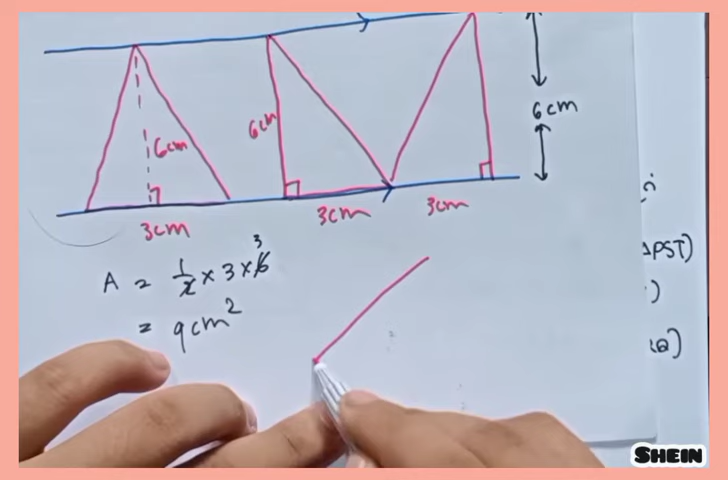 6cm
6cm
6cm
3cm
3cm
3cm
A = 1/2 × 3 × 6 3
= 9cm²
ΔPST)
)
SHEIN